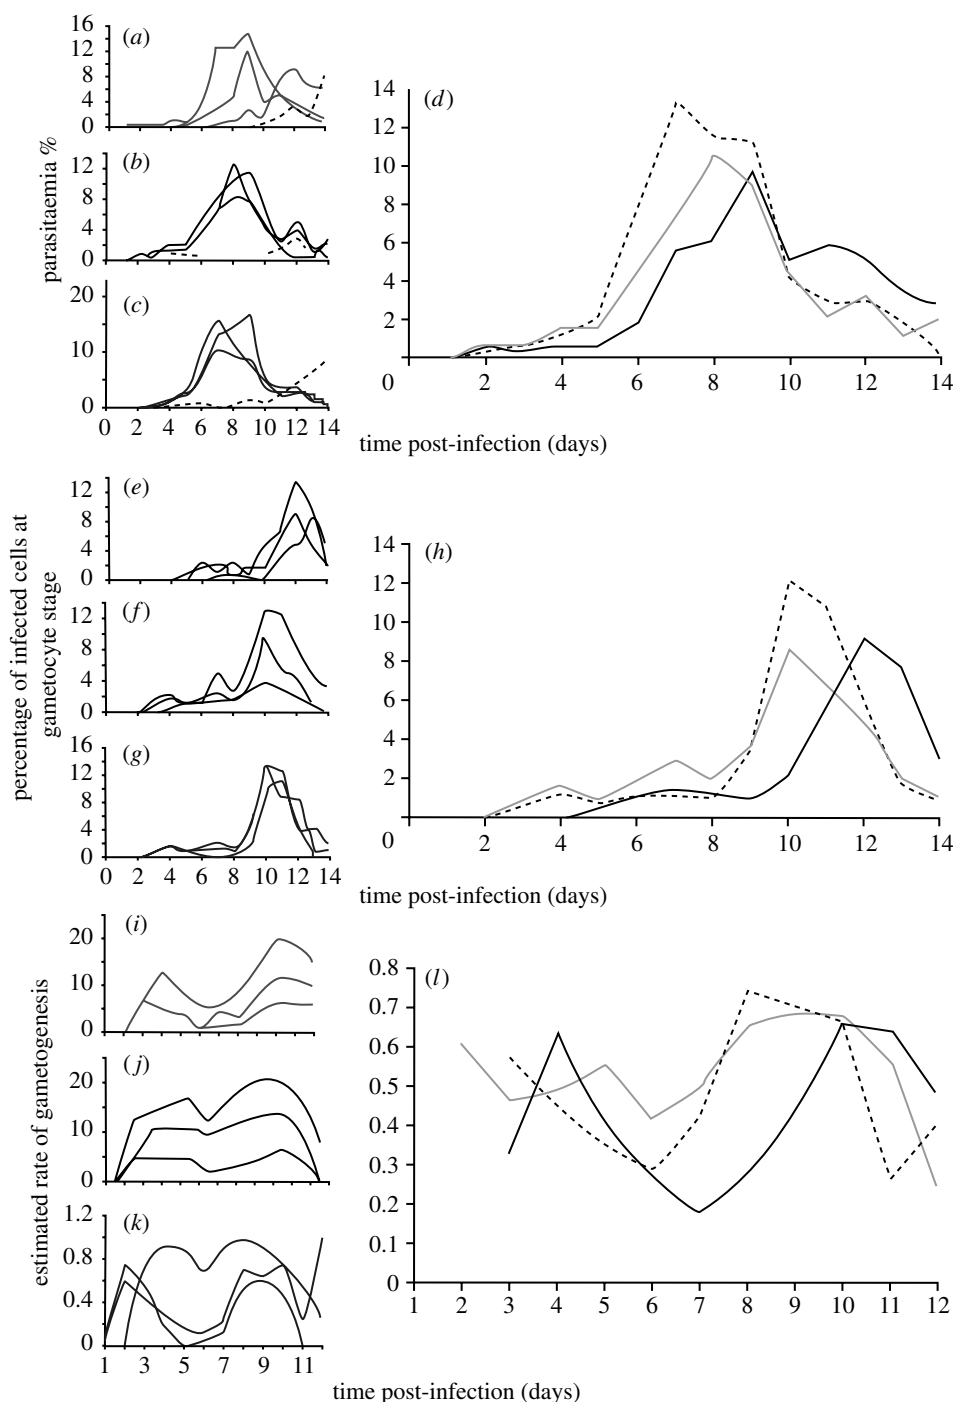 16
12
8
4
0
(a)
12
8
4
0
(b)
parasitaemia %
20
10
0
(c)
0 2 4 6 8 10 12 14
14
12
10
8
6
4
2
0
(d)
2 4 6 8 10 12 14
time post-infection (days)
12
8
4
0
(e)
12
8
4
0
(f)
percentage of infected cells at
gametocyte stage
16
12
8
4
0
(g)
0 2 4 6 8 10 12 14
14
12
10
8
6
4
2
0
(h)
2 4 6 8 10 12 14
time post-infection (days)
20
10
0
(i)
20
10
0
(j)
estimated rate of gametogenesis
1.2
0.8
0.4
0
(k)
1 3 5 7 9 11
0.8
0.7
0.6
0.5
0.4
0.3
0.2
0.1
0
(l)
1 2 3 4 5 6 7 8 9 10 11 12
time post-infection (days)